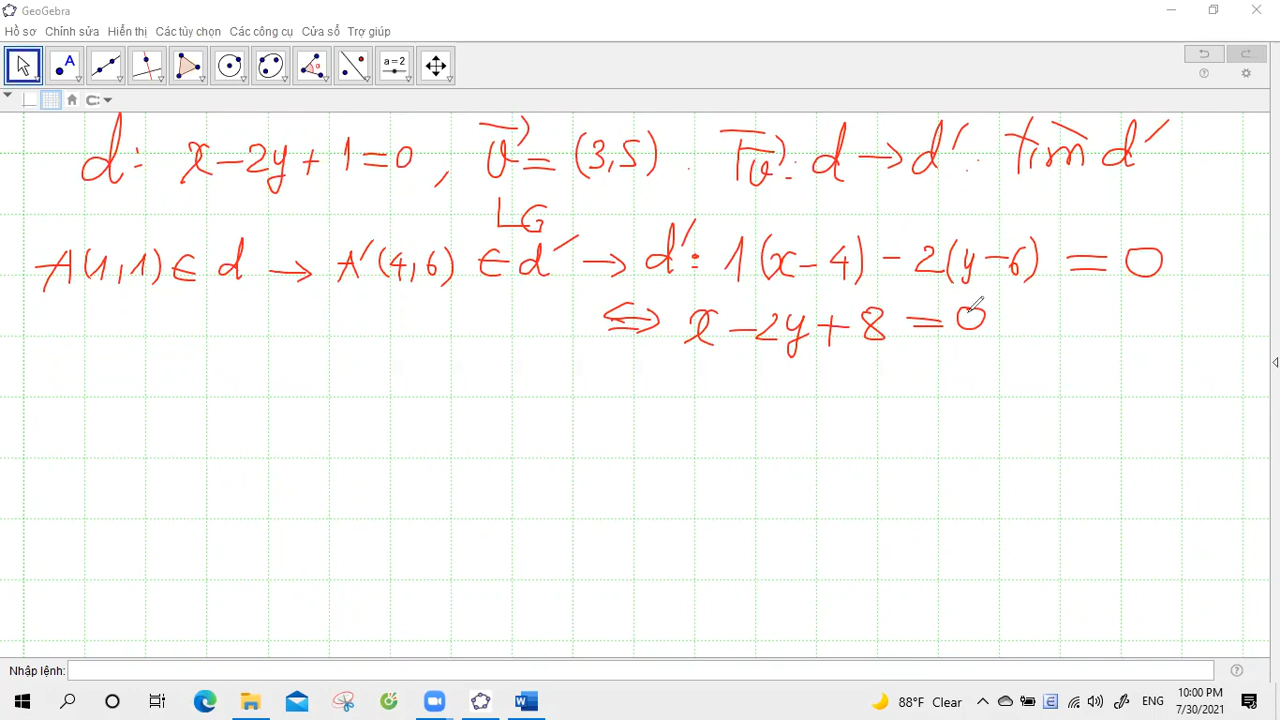 GeoGebra
Hồ sơ Chỉnh sửa Hiển thị Các tùy chọn Các công cụ Cửa sổ Trợ giúp
A a=2
d: x-2y+1=0, v⃗=(3,5). Tv⃗: d→d'. Tìm d'
LG
A(1,1)∈d → A'(4,6)∈d' → d': 1(x-4)-2(y-6)=0
⇔ x-2y+8=0
Nhập lệnh:
88°F Clear ENG 10:00 PM
7/30/2021